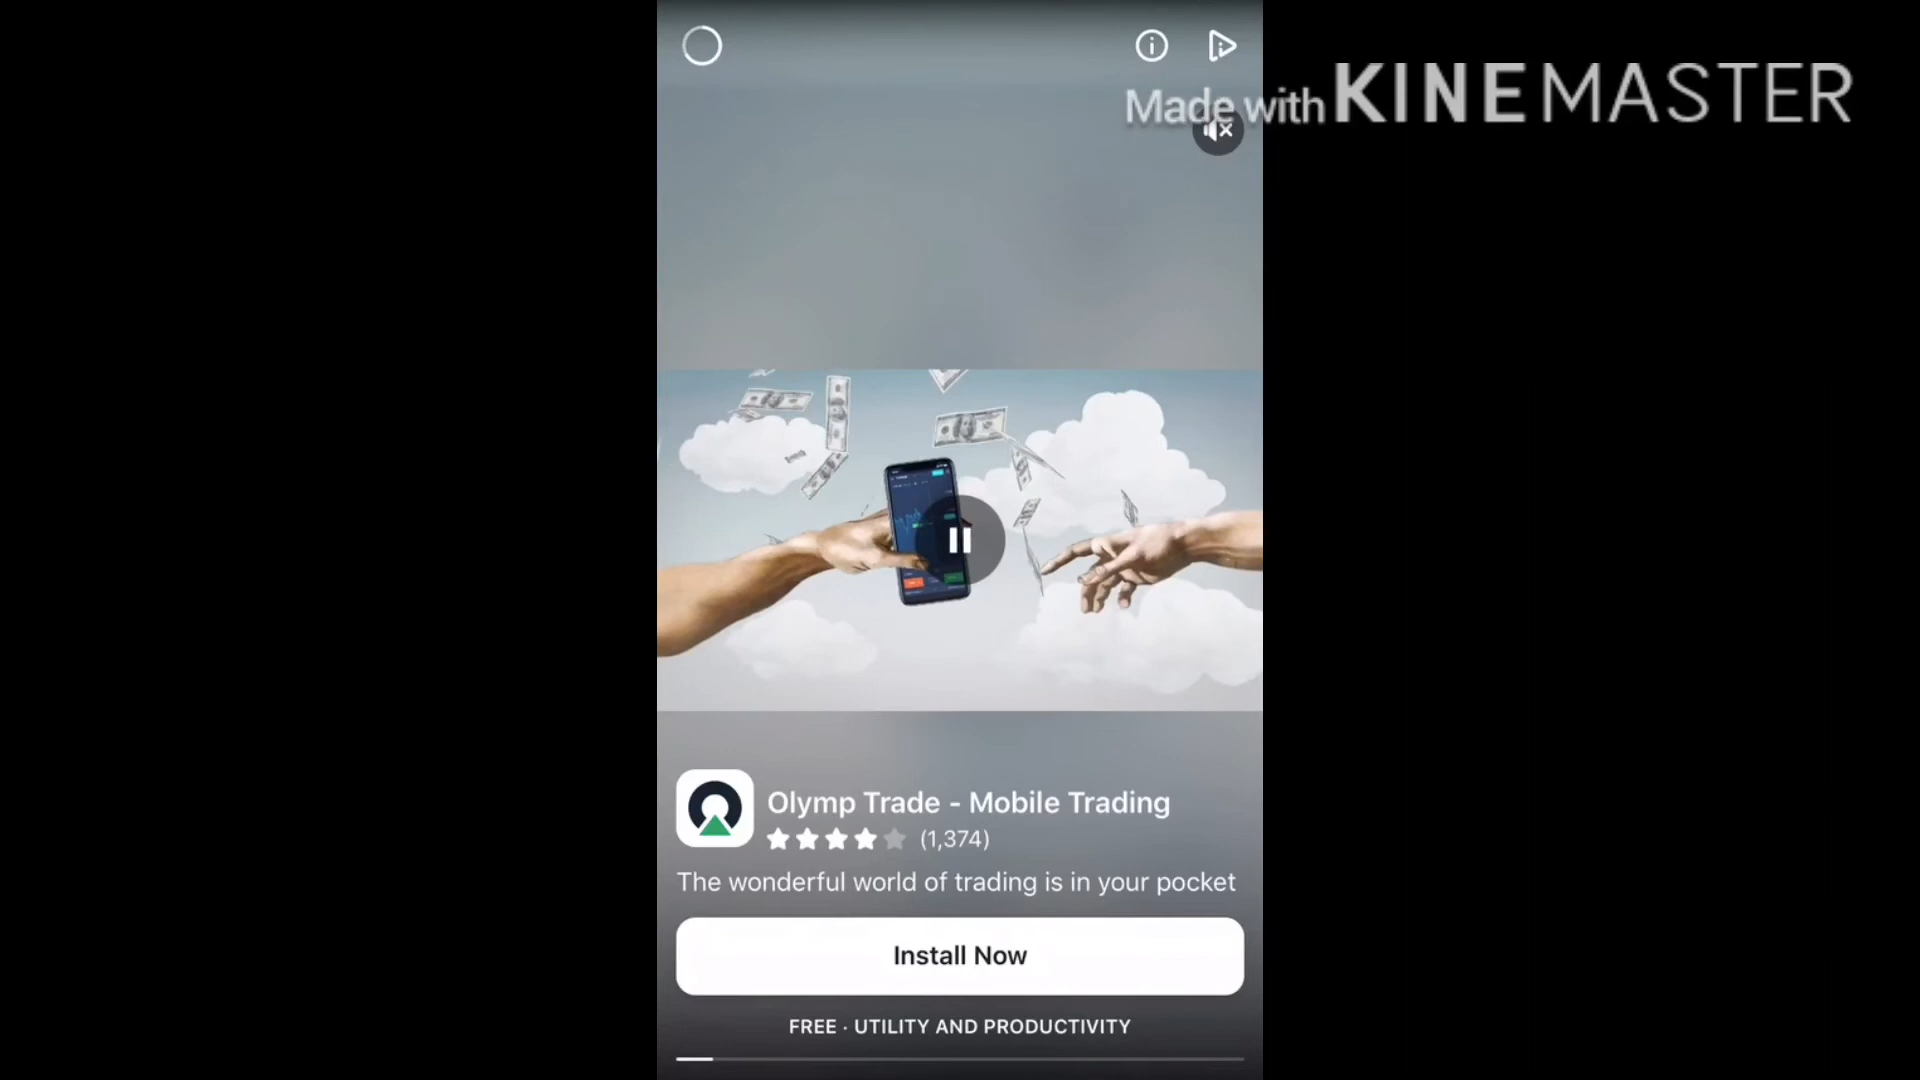 Made with KINEMASTER
Olymp Trade - Mobile Trading
(1,374)
The wonderful world of trading is in your pocket
Install Now
FREE · UTILITY AND PRODUCTIVITY